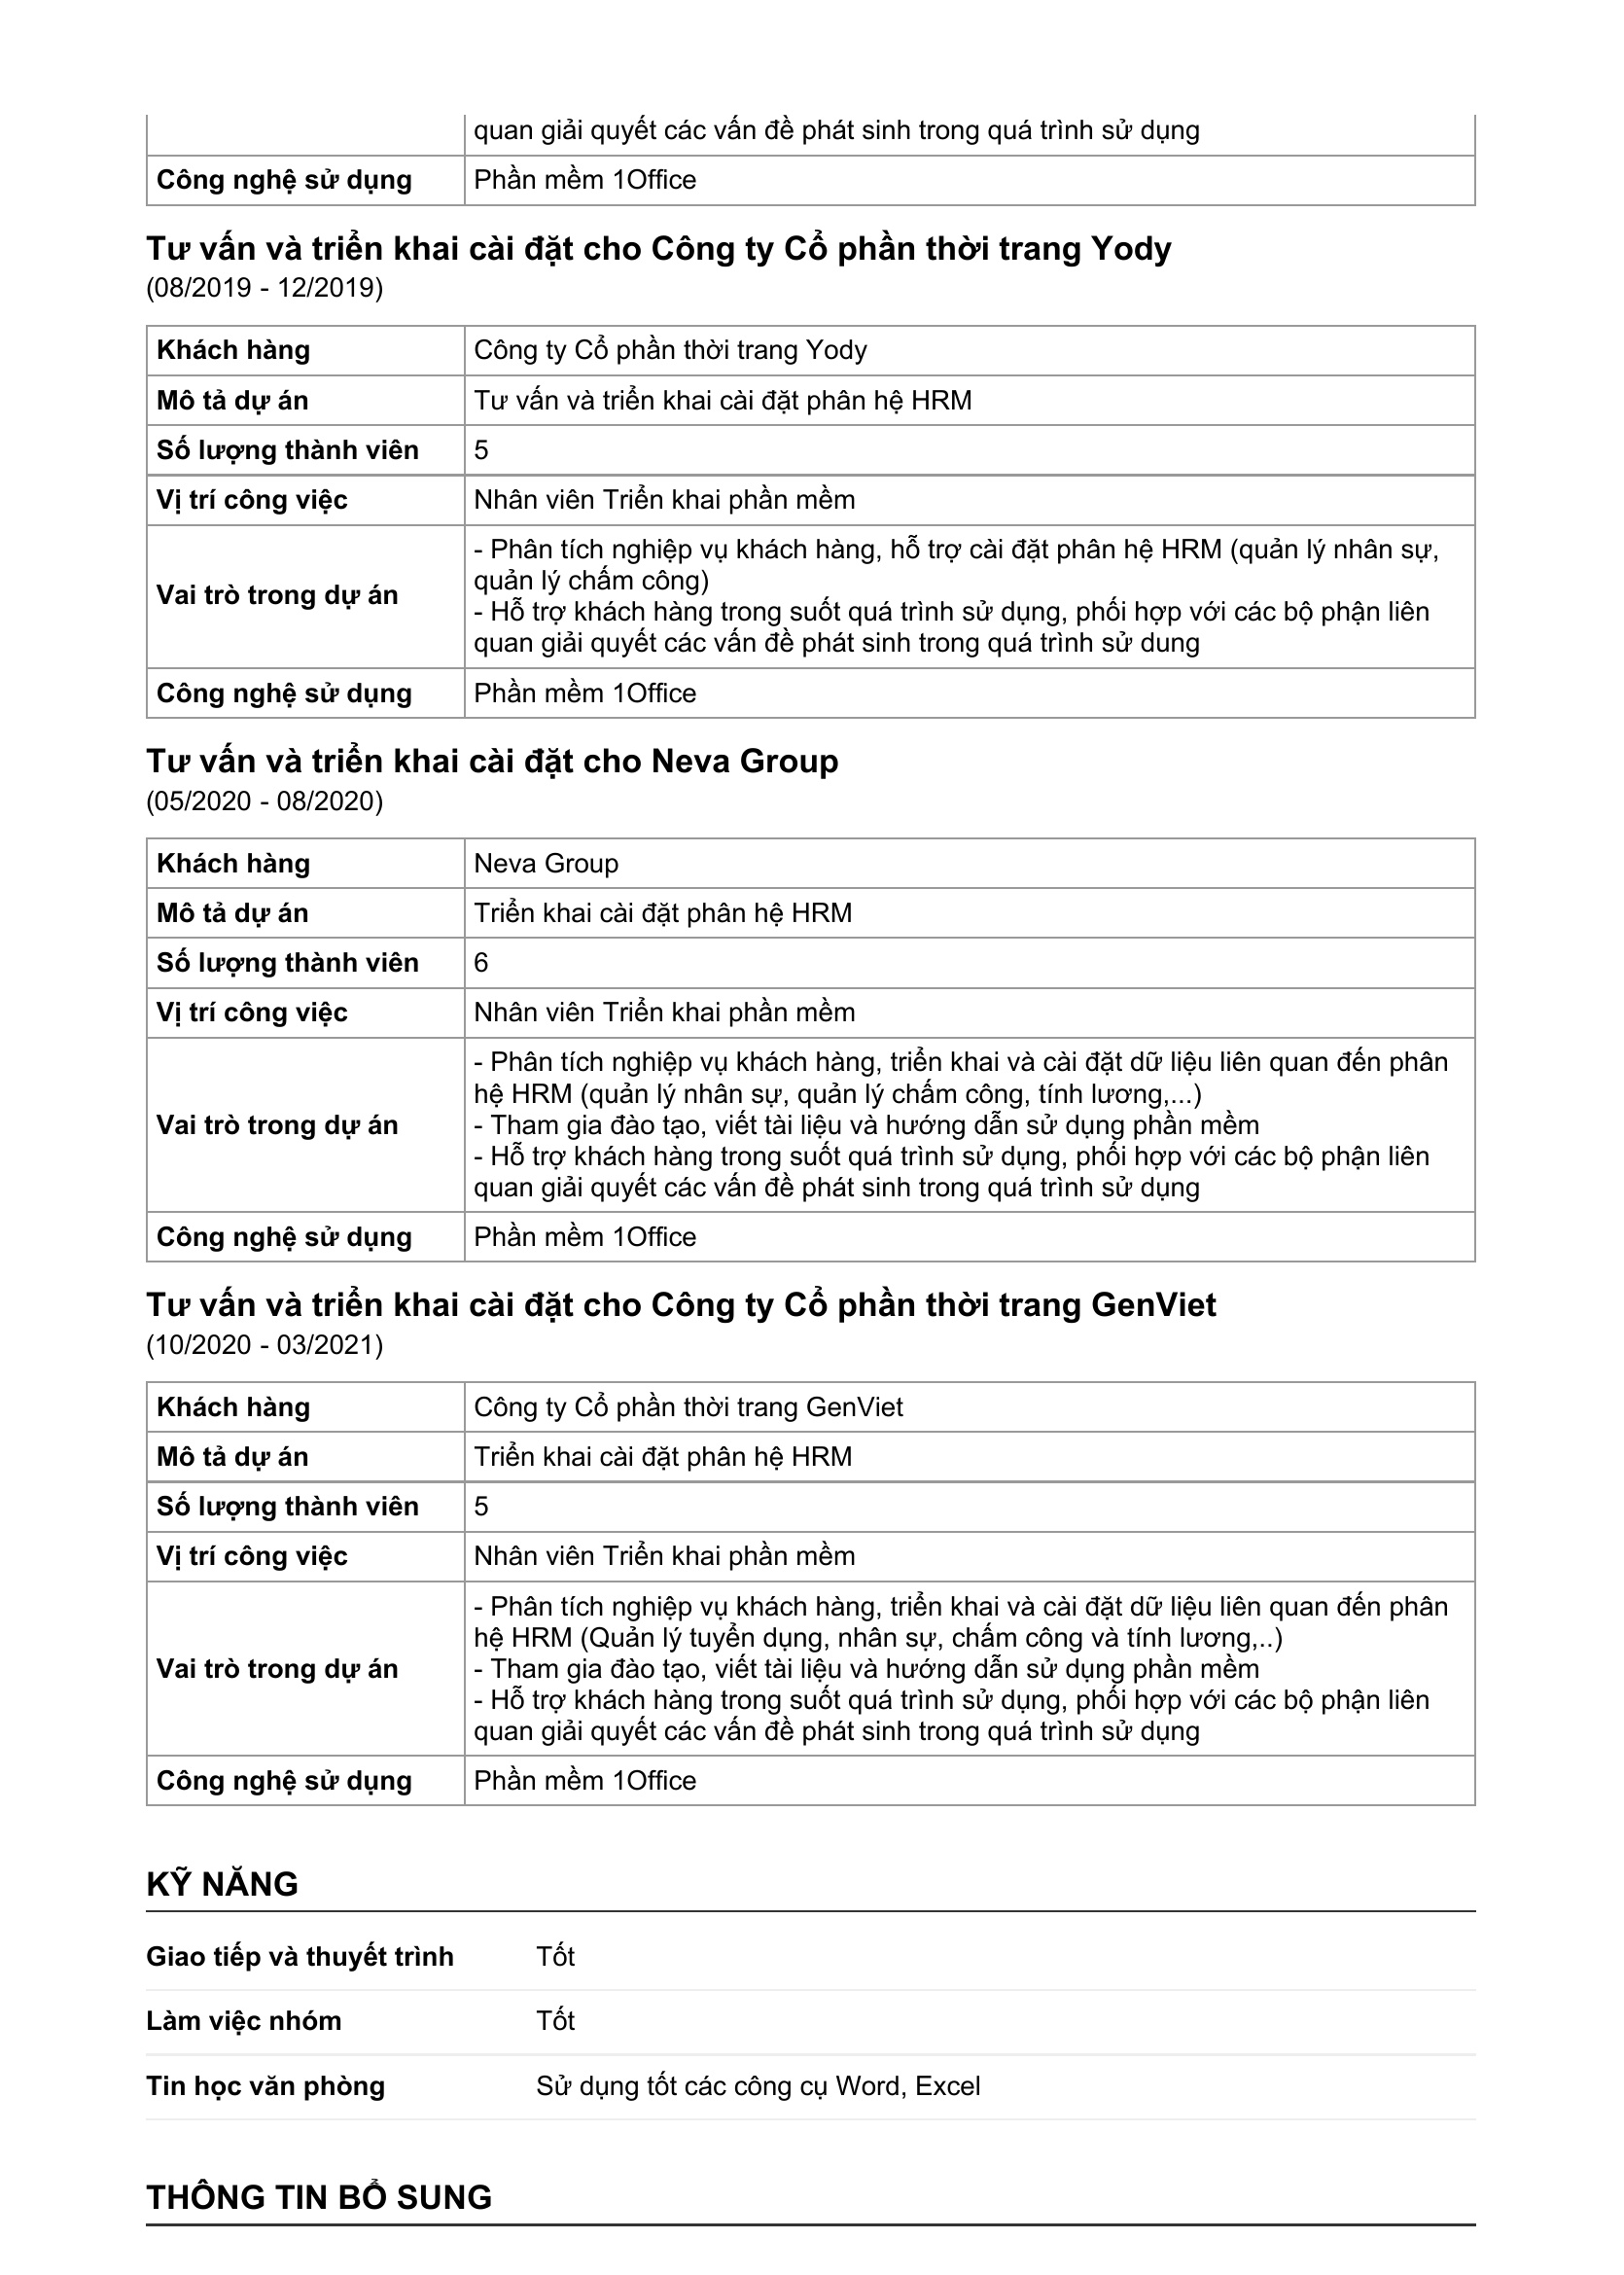 quan giải quyết các vấn đề phát sinh trong quá trình sử dụng
Công nghệ sử dụng Phần mềm 1Office
Tư vấn và triển khai cài đặt cho Công ty Cổ phần thời trang Yody
(08/2019 - 12/2019)
Khách hàng Công ty Cổ phần thời trang Yody
Mô tả dự án Tư vấn và triển khai cài đặt phân hệ HRM
Số lượng thành viên 5
Vị trí công việc Nhân viên Triển khai phần mềm
Vai trò trong dự án
- Phân tích nghiệp vụ khách hàng, hỗ trợ cài đặt phân hệ HRM (quản lý nhân sự,
quản lý chấm công)
- Hỗ trợ khách hàng trong suốt quá trình sử dụng, phối hợp với các bộ phận liên
quan giải quyết các vấn đề phát sinh trong quá trình sử dung
Công nghệ sử dụng Phần mềm 1Office
Tư vấn và triển khai cài đặt cho Neva Group
(05/2020 - 08/2020)
Khách hàng Neva Group
Mô tả dự án Triển khai cài đặt phân hệ HRM
Số lượng thành viên 6
Vị trí công việc Nhân viên Triển khai phần mềm
Vai trò trong dự án
- Phân tích nghiệp vụ khách hàng, triển khai và cài đặt dữ liệu liên quan đến phân
hệ HRM (quản lý nhân sự, quản lý chấm công, tính lương,...)
- Tham gia đào tạo, viết tài liệu và hướng dẫn sử dụng phần mềm
- Hỗ trợ khách hàng trong suốt quá trình sử dụng, phối hợp với các bộ phận liên
quan giải quyết các vấn đề phát sinh trong quá trình sử dụng
Công nghệ sử dụng Phần mềm 1Office
Tư vấn và triển khai cài đặt cho Công ty Cổ phần thời trang GenViet
(10/2020 - 03/2021)
Khách hàng Công ty Cổ phần thời trang GenViet
Mô tả dự án Triển khai cài đặt phân hệ HRM
Số lượng thành viên 5
Vị trí công việc Nhân viên Triển khai phần mềm
Vai trò trong dự án
- Phân tích nghiệp vụ khách hàng, triển khai và cài đặt dữ liệu liên quan đến phân
hệ HRM (Quản lý tuyển dụng, nhân sự, chấm công và tính lương,..)
- Tham gia đào tạo, viết tài liệu và hướng dẫn sử dụng phần mềm
- Hỗ trợ khách hàng trong suốt quá trình sử dụng, phối hợp với các bộ phận liên
quan giải quyết các vấn đề phát sinh trong quá trình sử dụng
Công nghệ sử dụng Phần mềm 1Office
KỸ NĂNG
Giao tiếp và thuyết trình Tốt
Làm việc nhóm Tốt
Tin học văn phòng Sử dụng tốt các công cụ Word, Excel
THÔNG TIN BỔ SUNG